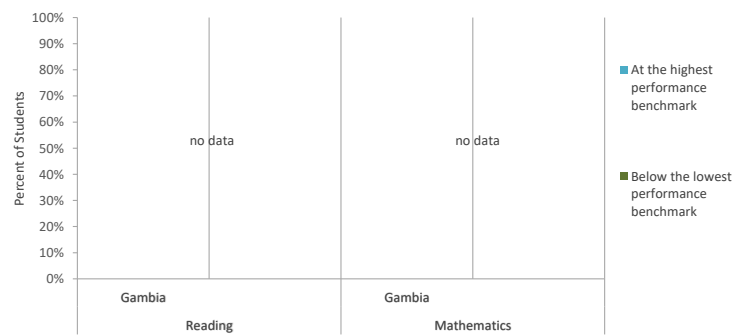 100%
90%
80%
70%
60%
50%
40%
30%
20%
10%
0%
Percent of Students
no data
no data
Gambia
Gambia
Reading
Mathematics
At the highest
performance
benchmark
Below the lowest
performance
benchmark